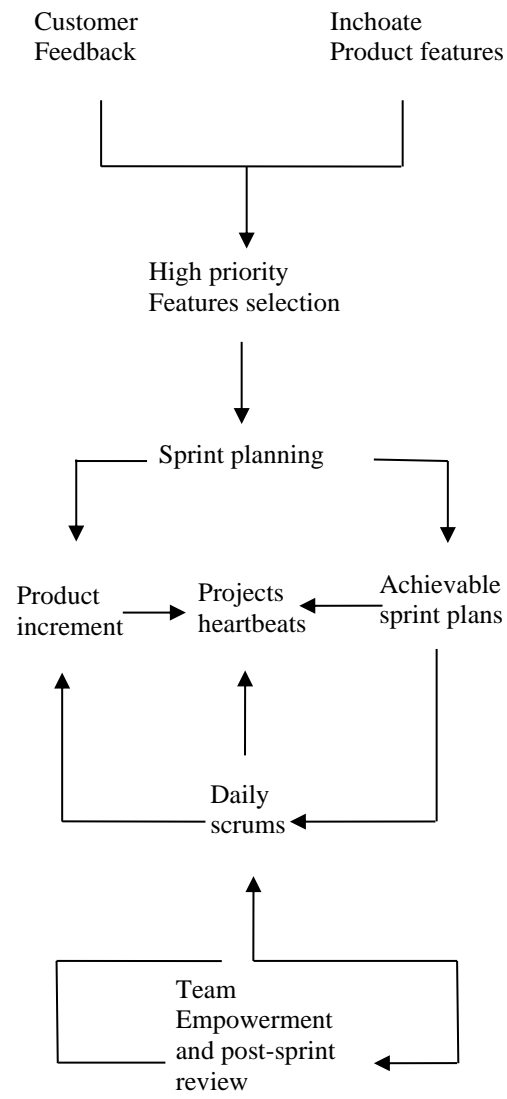 Customer
Feedback
Inchoate
Product features
High priority
Features selection
Sprint planning
Product
increment
Projects
heartbeats
Achievable
sprint plans
Daily
scrums
Team
Empowerment
and post-sprint
review